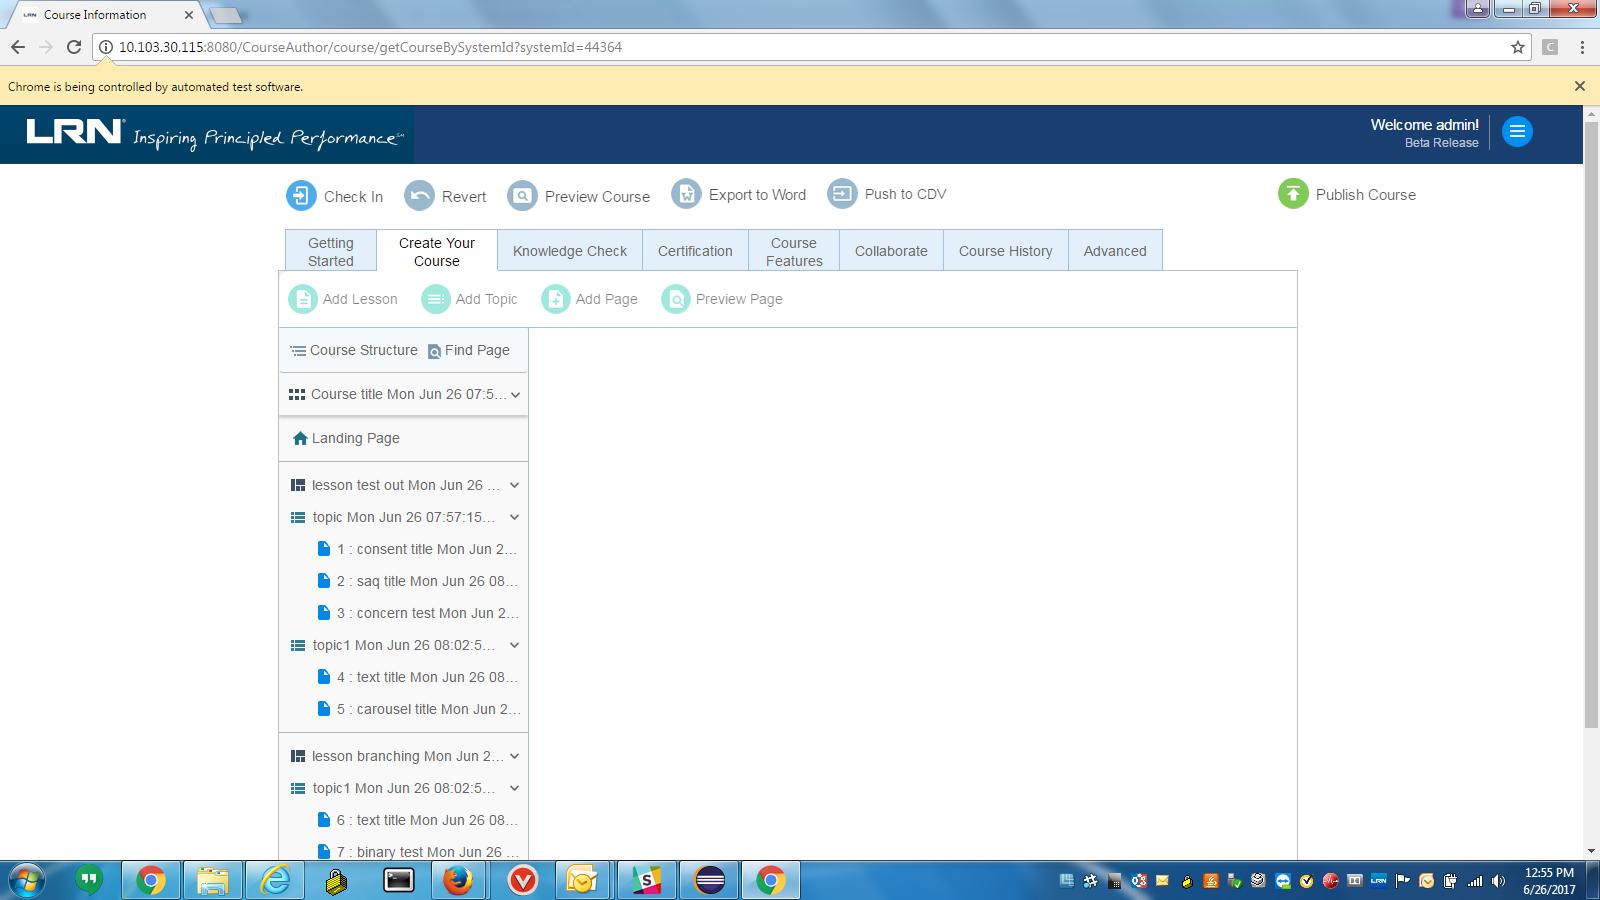 LRN Course Information
10.103.30.115:8080/CourseAuthor/course/getCourseBySystemId?systemId=44364
C
Chrome is being controlled by automated test software.
LRN Inspiring Principled Performance
Welcome admin!
Beta Release
Check In Revert Preview Course Export to Word Push to CDV Publish Course
Getting Started
Create Your Course
Knowledge Check
Certification
Course Features
Collaborate
Course History
Advanced
Add Lesson Add Topic Add Page Preview Page
Course Structure Find Page
Course title Mon Jun 26 07:5...
Landing Page
lesson test out Mon Jun 26 ...
topic Mon Jun 26 07:57:15...
1 : consent title Mon Jun 2...
2 : saq title Mon Jun 26 08...
3 : concern test Mon Jun 2...
topic1 Mon Jun 26 08:02:5...
4 : text title Mon Jun 26 08...
5 : carousel title Mon Jun 2...
lesson branching Mon Jun 2...
topic1 Mon Jun 26 08:02:5...
6 : text title Mon Jun 26 08...
7 : binary test Mon Jun 26 ...
LRN
12:55 PM
6/26/2017